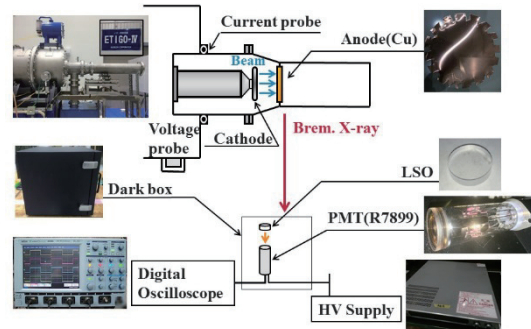 ETIGO-IV
Current probe
Anode(Cu)
Beam
Cathode
Voltage
probe
Brem. X-ray
Dark box
LSO
PMT(R7899)
Digital
Oscilloscope
HV Supply